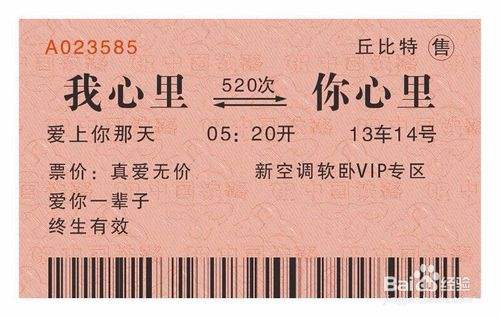 A023585 丘比特 售
我心里 520次 你心里
爱上你那天 05：20开 13车14号
票价：真爱无价 新空调软卧VIP专区
爱你一辈子
终生有效
Baidu经验